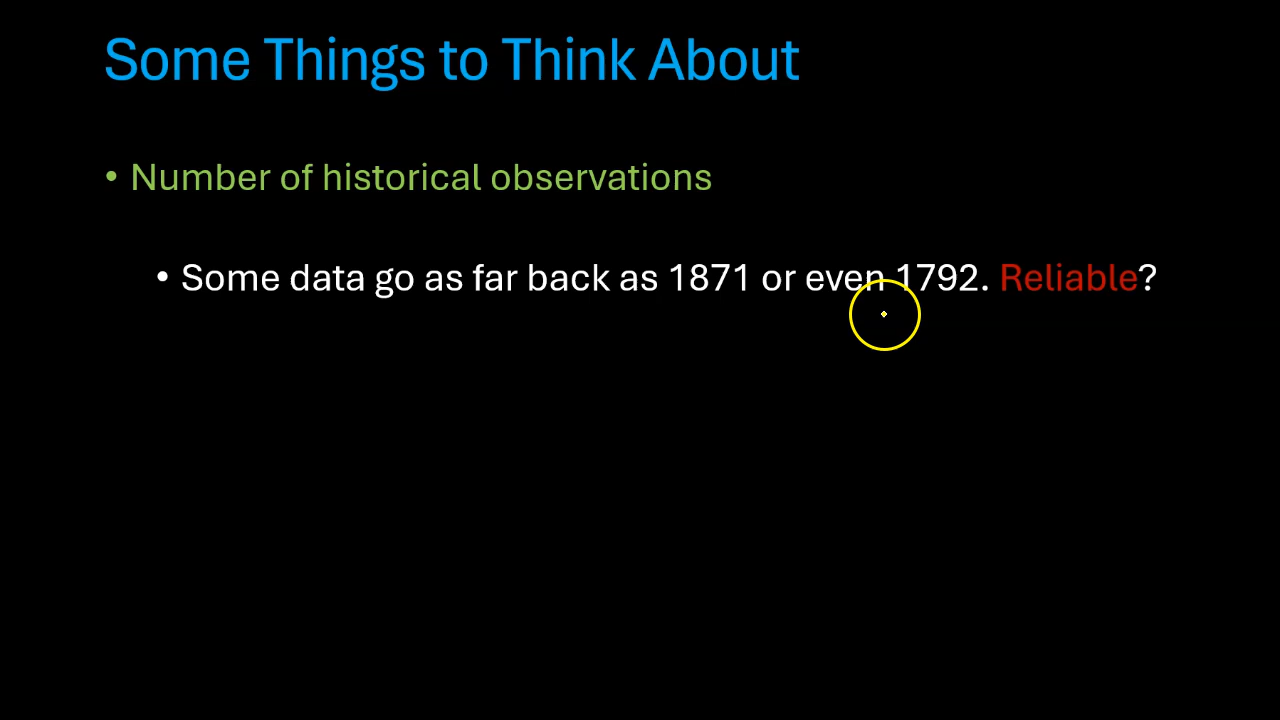 Some Things to Think About
• Number of historical observations
• Some data go as far back as 1871 or even 1792. Reliable?